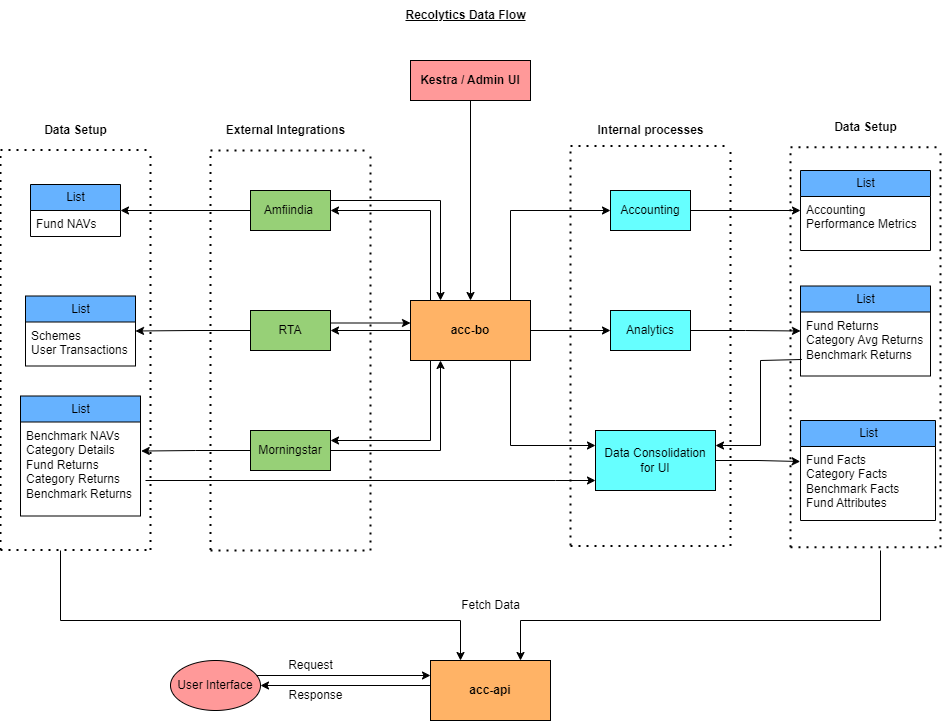 Recolytics Data Flow
Kestra / Admin UI
Data Setup
External Integrations
Internal processes
Data Setup
List
Fund NAVs
Amfiindia
Accounting
List
Accounting
Performance Metrics
List
Schemes
User Transactions
RTA
acc-bo
Analytics
List
Fund Returns
Category Avg Returns
Benchmark Returns
List
Benchmark NAVs
Category Details
Fund Returns
Category Returns
Benchmark Returns
Morningstar
Data Consolidation
for UI
List
Fund Facts
Category Facts
Benchmark Facts
Fund Attributes
Fetch Data
User Interface
Request
Response
acc-api